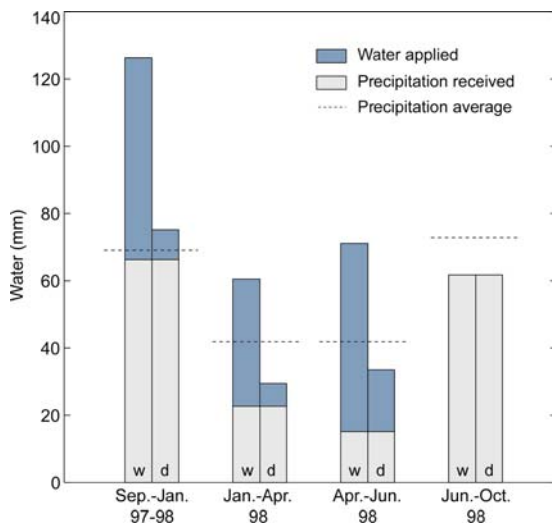 140
120
100
80
60
40
20
0
Water (mm)
Water applied
Precipitation received
Precipitation average
w d
w d
w d
w d
Sep.-Jan.
97-98
Jan.-Apr.
98
Apr.-Jun.
98
Jun.-Oct.
98